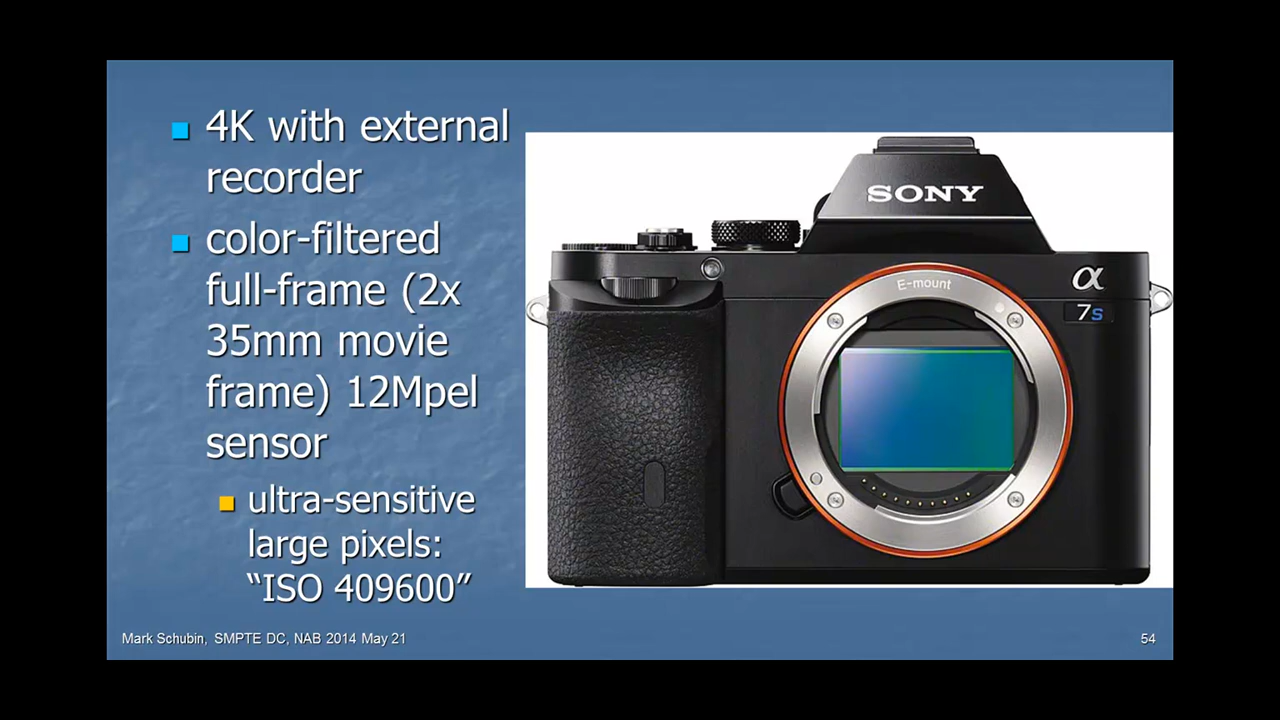 4K with external
recorder
color-filtered
full-frame (2x
35mm movie
frame) 12Mpel
sensor
ultra-sensitive
large pixels:
“ISO 409600”
SONY
E-mount
α
7s
Mark Schubin, SMPTE DC, NAB 2014 May 21
54